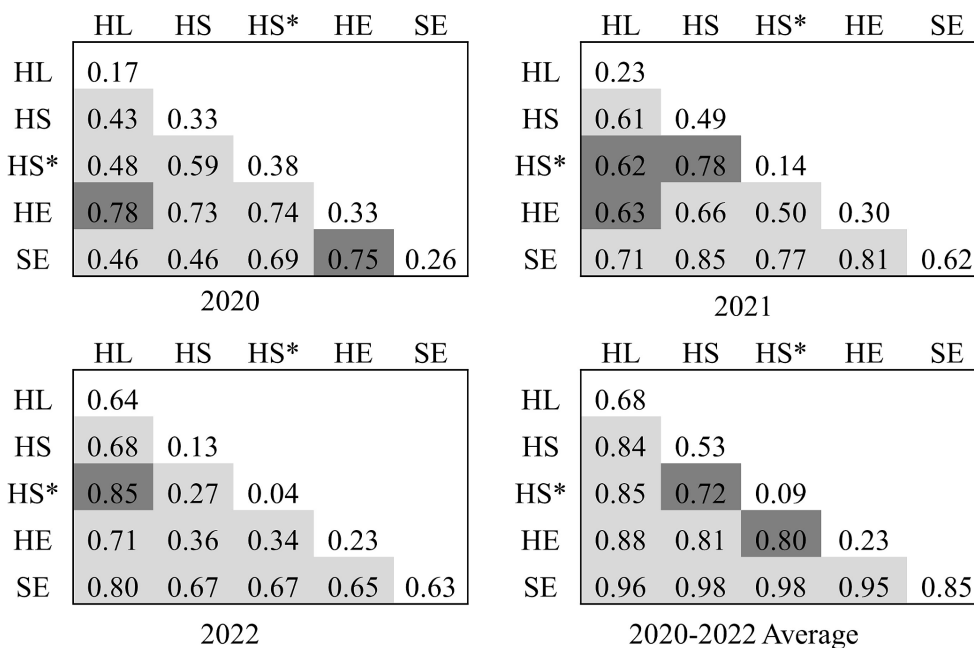 HL HS HS* HE SE
HL 0.17
HS 0.43 0.33
HS* 0.48 0.59 0.38
HE 0.78 0.73 0.74 0.33
SE 0.46 0.46 0.69 0.75 0.26
2020
HL HS HS* HE SE
HL 0.23
HS 0.61 0.49
HS* 0.62 0.78 0.14
HE 0.63 0.66 0.50 0.30
SE 0.71 0.85 0.77 0.81 0.62
2021
HL HS HS* HE SE
HL 0.64
HS 0.68 0.13
HS* 0.85 0.27 0.04
HE 0.71 0.36 0.34 0.23
SE 0.80 0.67 0.67 0.65 0.63
2022
HL HS HS* HE SE
HL 0.68
HS 0.84 0.53
HS* 0.85 0.72 0.09
HE 0.88 0.81 0.80 0.23
SE 0.96 0.98 0.98 0.95 0.85
2020-2022 Average